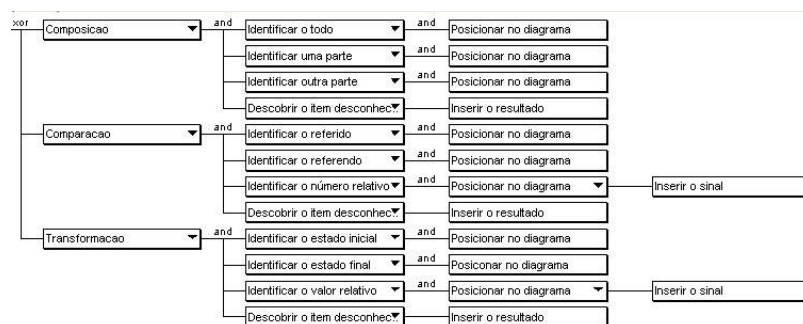 xor Composicao and Identificar o todo and Posicionar no diagrama
Identificar uma parte and Posicionar no diagrama
Identificar outra parte and Posicionar no diagrama
Descobrir o item desconhec.. Inserir o resultado
Comparacao and Identificar o referido and Posicionar no diagrama
Identificar o referendo and Posicionar no diagrama
Identificar o número relativo and Posicionar no diagrama Inserir o sinal
Descobrir o item desconhec.. Inserir o resultado
Transformacao and Identificar o estado inicial and Posicionar no diagrama
Identificar o estado final and Posiconar no diagrama
Identificar o valor relativo and Posicionar no diagrama Inserir o sinal
Descobrir o item desconhec.. Inserir o resultado